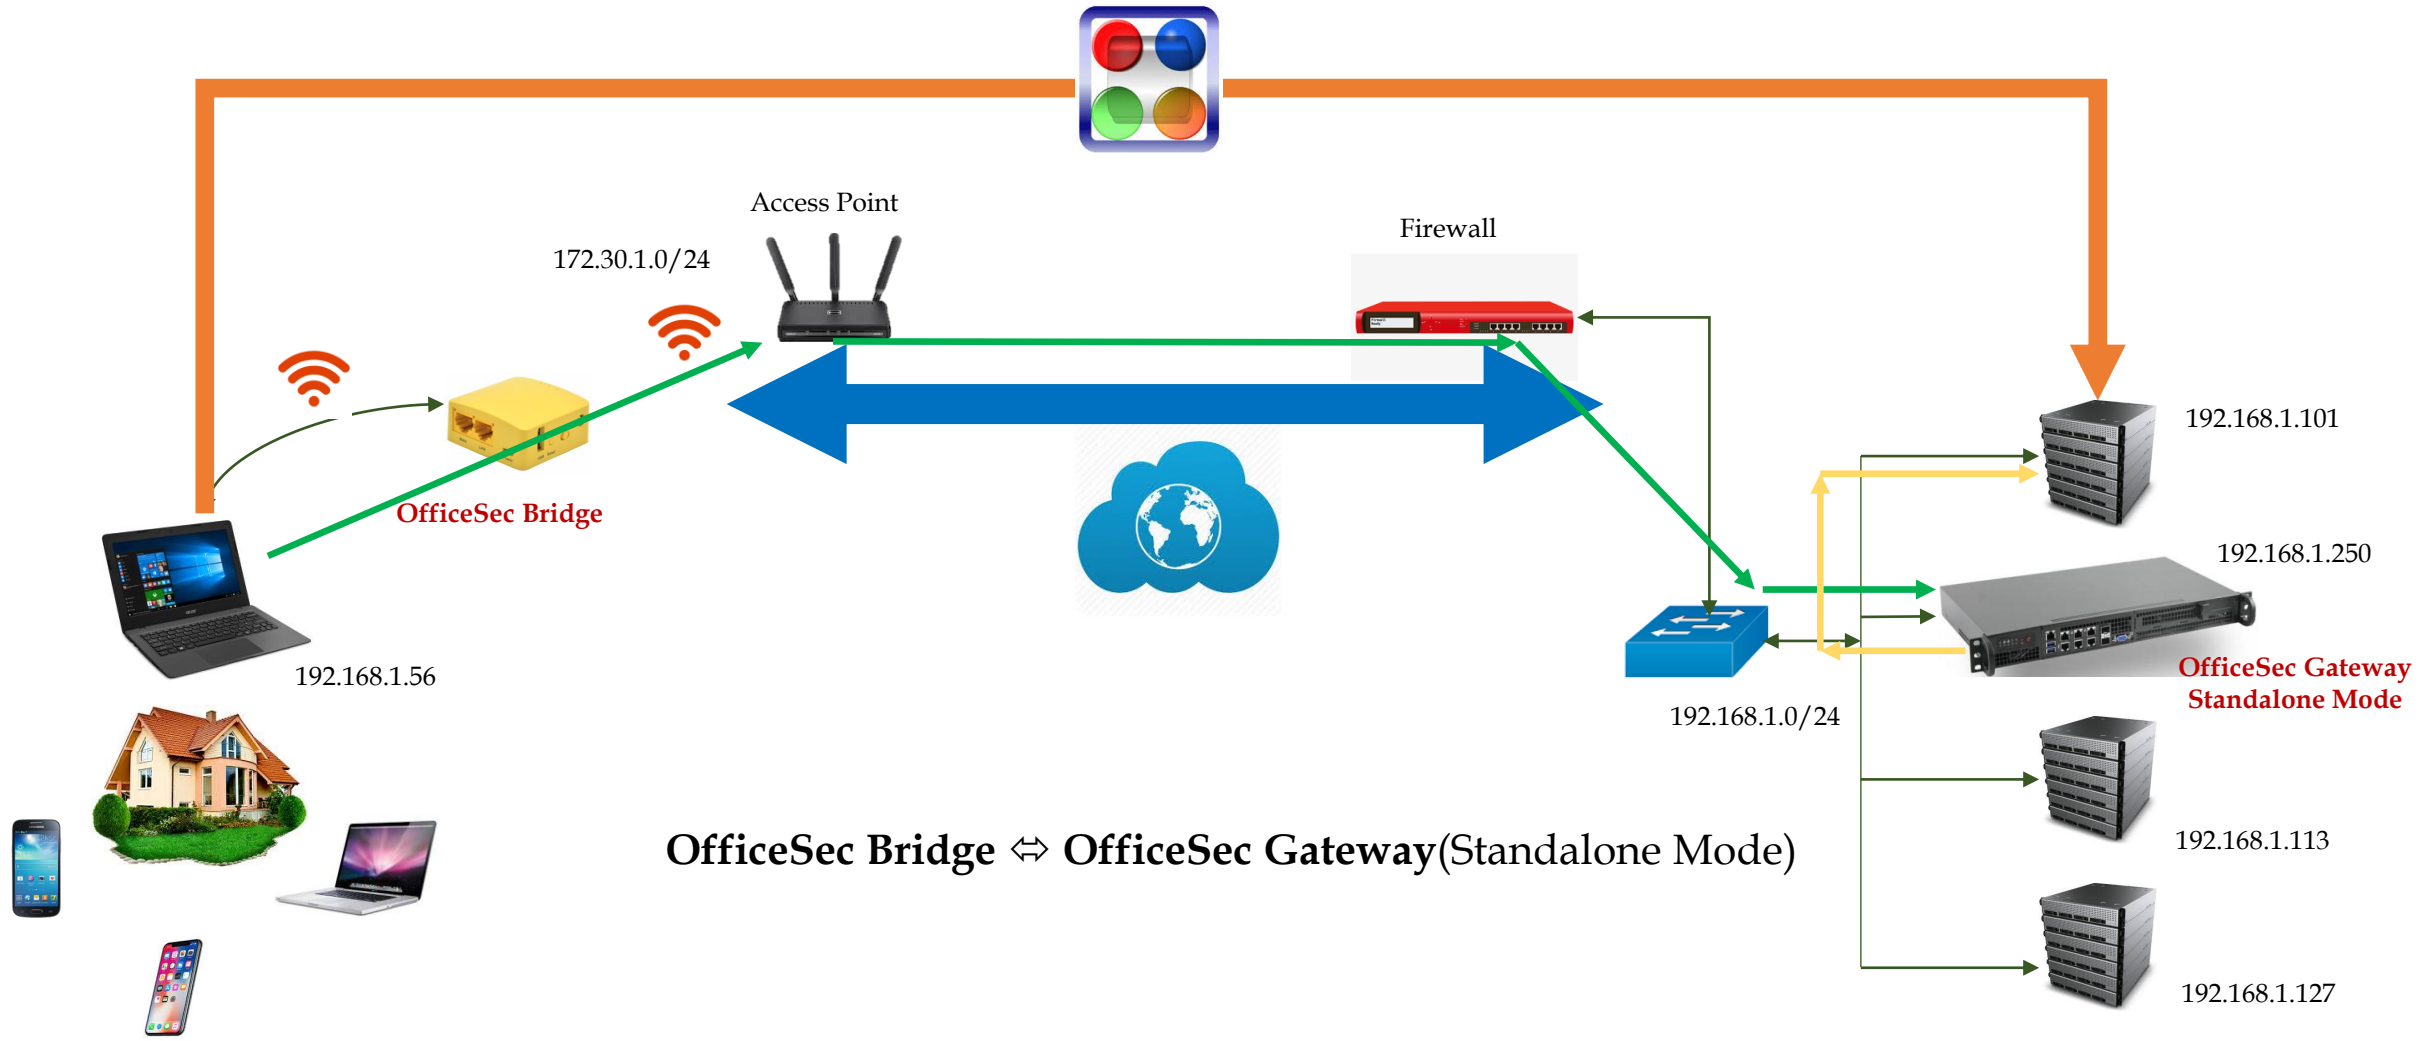 Access Point
Firewall
172.30.1.0/24
192.168.1.101
OfficeSec Bridge
192.168.1.250
192.168.1.56
OfficeSec Gateway
Standalone Mode
192.168.1.0/24
OfficeSec Bridge ⬄ OfficeSec Gateway(Standalone Mode)
192.168.1.113
192.168.1.127